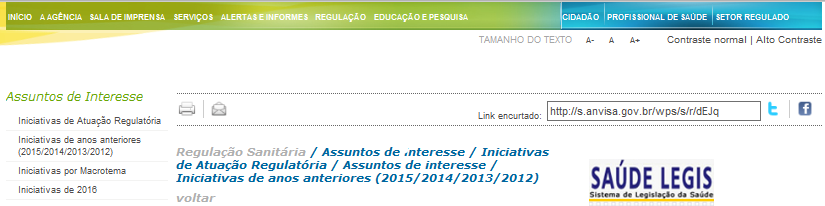 INÍCIO A AGÊNCIA SALA DE IMPRENSA SERVIÇOS ALERTAS E INFORMES REGULAÇÃO EDUCAÇÃO E PESQUISA CIDADÃO PROFISSIONAL DE SAÚDE SETOR REGULADO
TAMANHO DO TEXTO A- A A+ Contraste normal | Alto Contraste
Assuntos de Interesse
Iniciativas de Atuação Regulatória
Iniciativas de anos anteriores
(2015/2014/2013/2012)
Iniciativas por Macrotema
Iniciativas de 2016
Link encurtado: http://s.anvisa.gov.br/wps/s/r/dEJq
Regulação Sanitária / Assuntos de interesse / Iniciativas
de Atuação Regulatória / Assuntos de interesse /
Iniciativas de anos anteriores (2015/2014/2013/2012)
voltar
SAÚDE LEGIS
Sistema de Legislação da Saúde